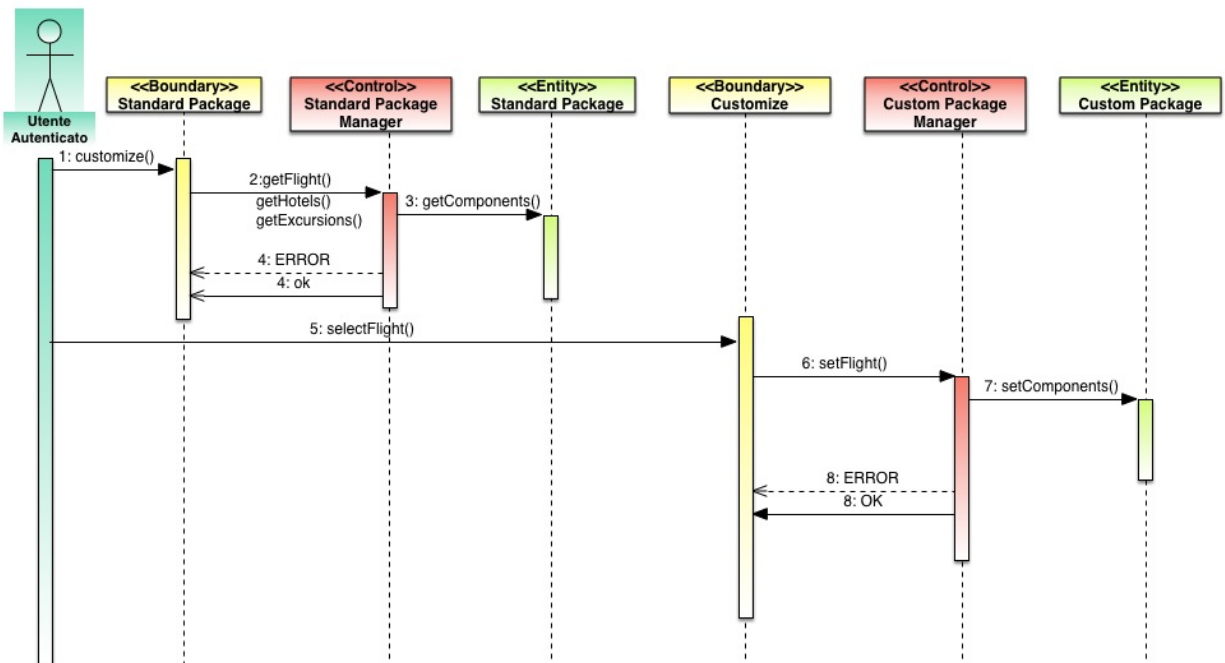 <<Boundary>>
Standard Package
<<Control>>
Standard Package
Manager
<<Entity>>
Standard Package
<<Boundary>>
Customize
<<Control>>
Custom Package
Manager
<<Entity>>
Custom Package
Utente
Autenticato
1: customize()
2:getFlight()
getHotels()
getExcursions()
3: getComponents()
4: ERROR
4: ok
5: selectFlight()
6: setFlight()
7: setComponents()
8: ERROR
8: OK